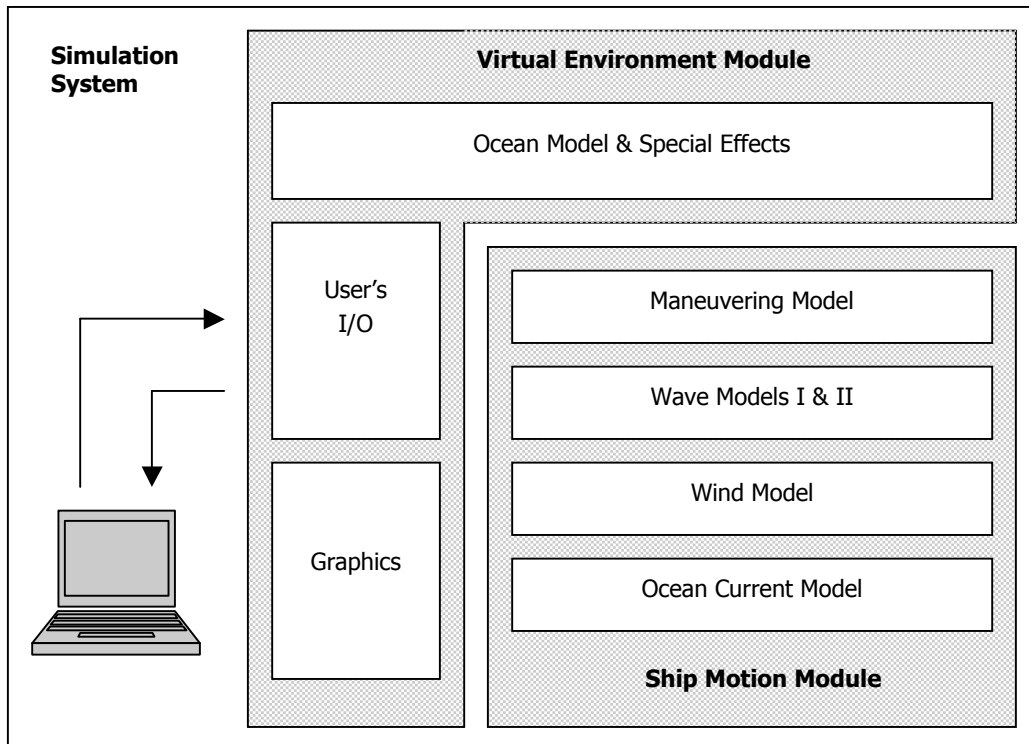 Simulation
System
Virtual Environment Module
Ocean Model & Special Effects
User's
I/O
Graphics
Maneuvering Model
Wave Models I & II
Wind Model
Ocean Current Model
Ship Motion Module